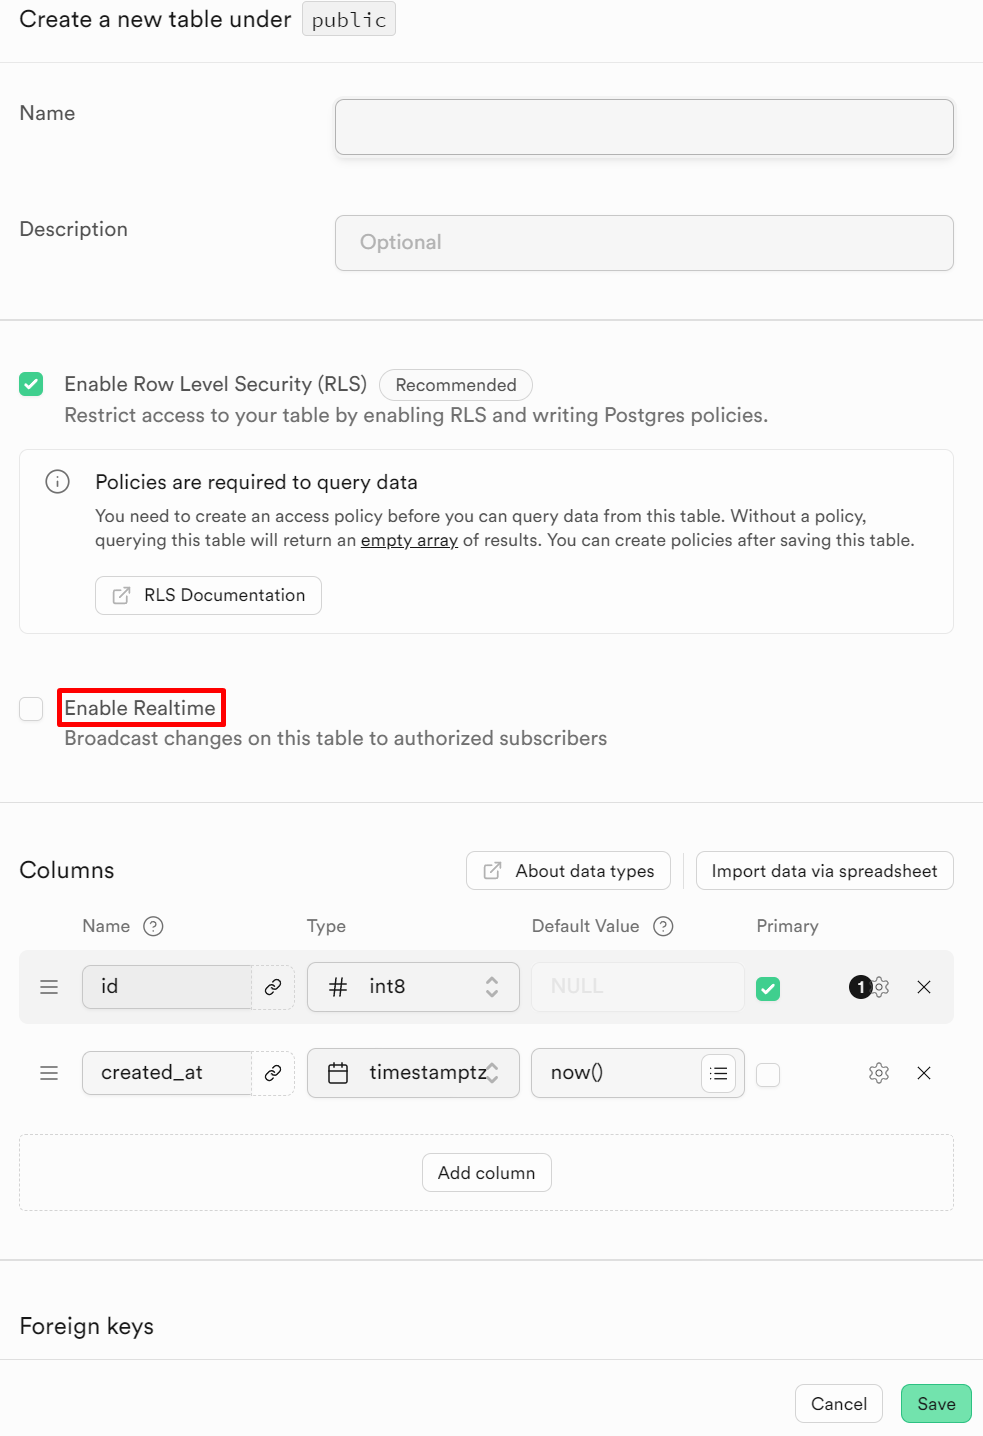 Create a new table under public
Name
Description
Optional
Enable Row Level Security (RLS) Recommended
Restrict access to your table by enabling RLS and writing Postgres policies.
Policies are required to query data
You need to create an access policy before you can query data from this table. Without a policy,
querying this table will return an empty array of results. You can create policies after saving this table.
RLS Documentation
Enable Realtime
Broadcast changes on this table to authorized subscribers
Columns About data types Import data via spreadsheet
Name Type Default Value Primary
id # int8 NULL 1
created_at timestamptz now()
Add column
Foreign keys
Cancel Save